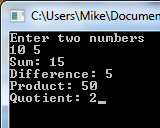 C:\Users\Mike\Documen
Enter two numbers
10 5
Sum: 15
Difference: 5
Product: 50
Quotient: 2